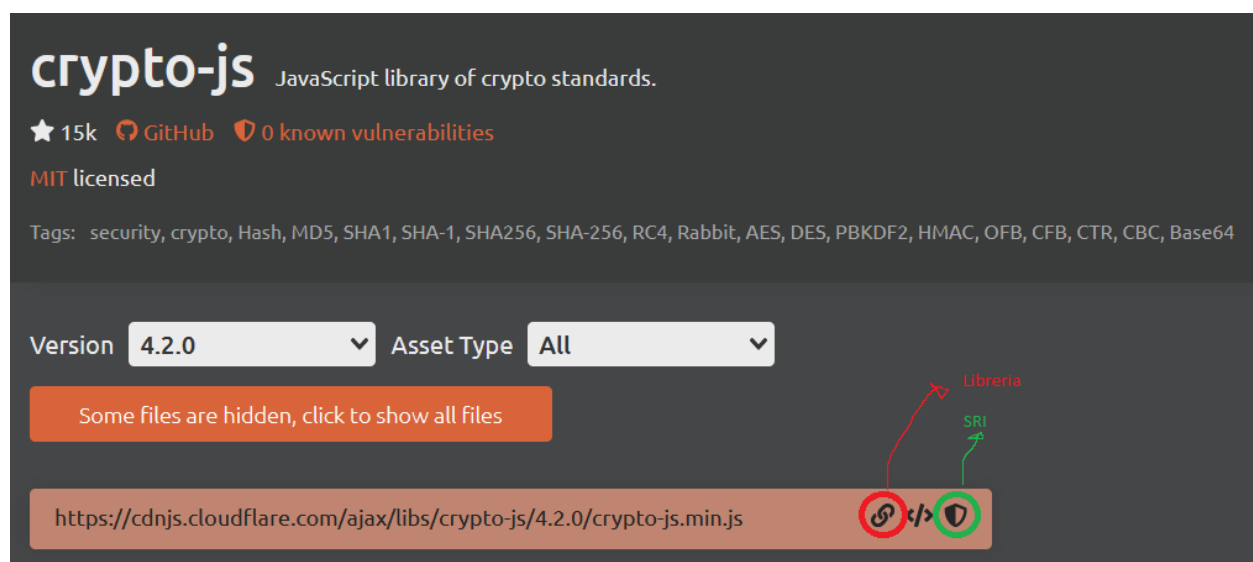 crypto-js JavaScript library of crypto standards.
15k GitHub 0 known vulnerabilities
MIT licensed
Tags: security, crypto, Hash, MD5, SHA1, SHA-1, SHA256, SHA-256, RC4, Rabbit, AES, DES, PBKDF2, HMAC, OFB, CFB, CTR, CBC, Base64
Version 4.2.0 Asset Type All
Libreria
Some files are hidden, click to show all files
SRI
https://cdnjs.cloudflare.com/ajax/libs/crypto-js/4.2.0/crypto-js.min.js </>